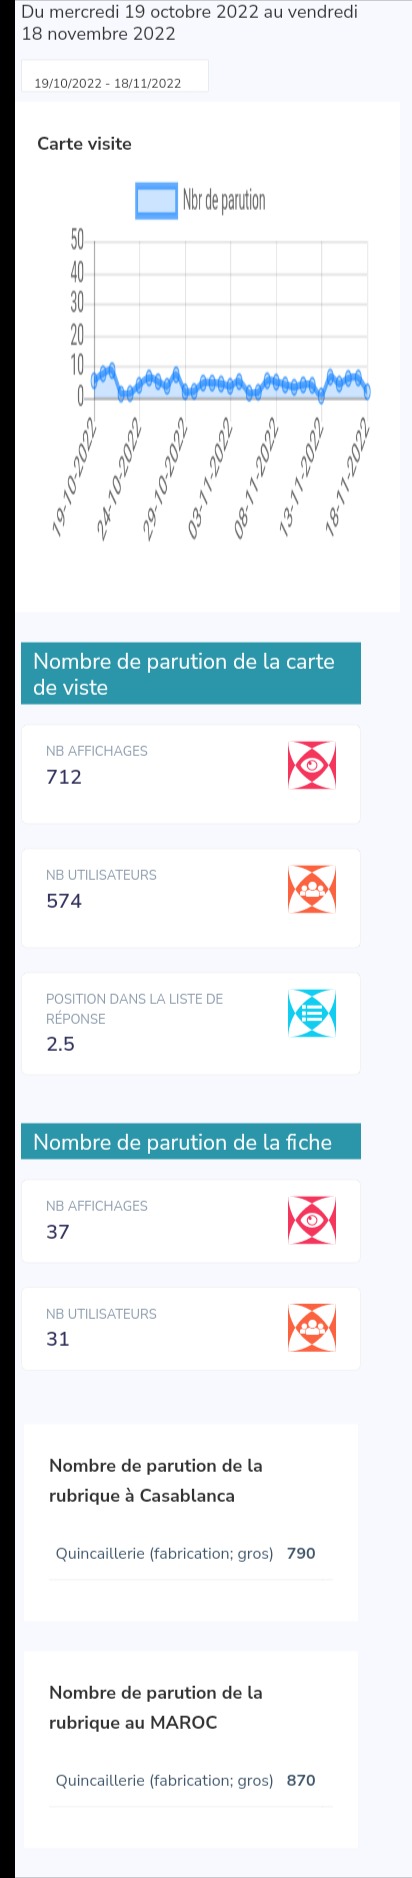 Du mercredi 19 octobre 2022 au vendredi
18 novembre 2022
19/10/2022 - 18/11/2022
Carte visite
Nbr de parution
50
40
30
20
10
0
19-10-2022
24-10-2022
29-10-2022
03-11-2022
08-11-2022
13-11-2022
18-11-2022
Nombre de parution de la carte
de viste
NB AFFICHAGES
712
NB UTILISATEURS
574
POSITION DANS LA LISTE DE
RÉPONSE
2.5
Nombre de parution de la fiche
NB AFFICHAGES
37
NB UTILISATEURS
31
Nombre de parution de la
rubrique à Casablanca
Quincaillerie (fabrication; gros) 790
Nombre de parution de la
rubrique au MAROC
Quincaillerie (fabrication; gros) 870